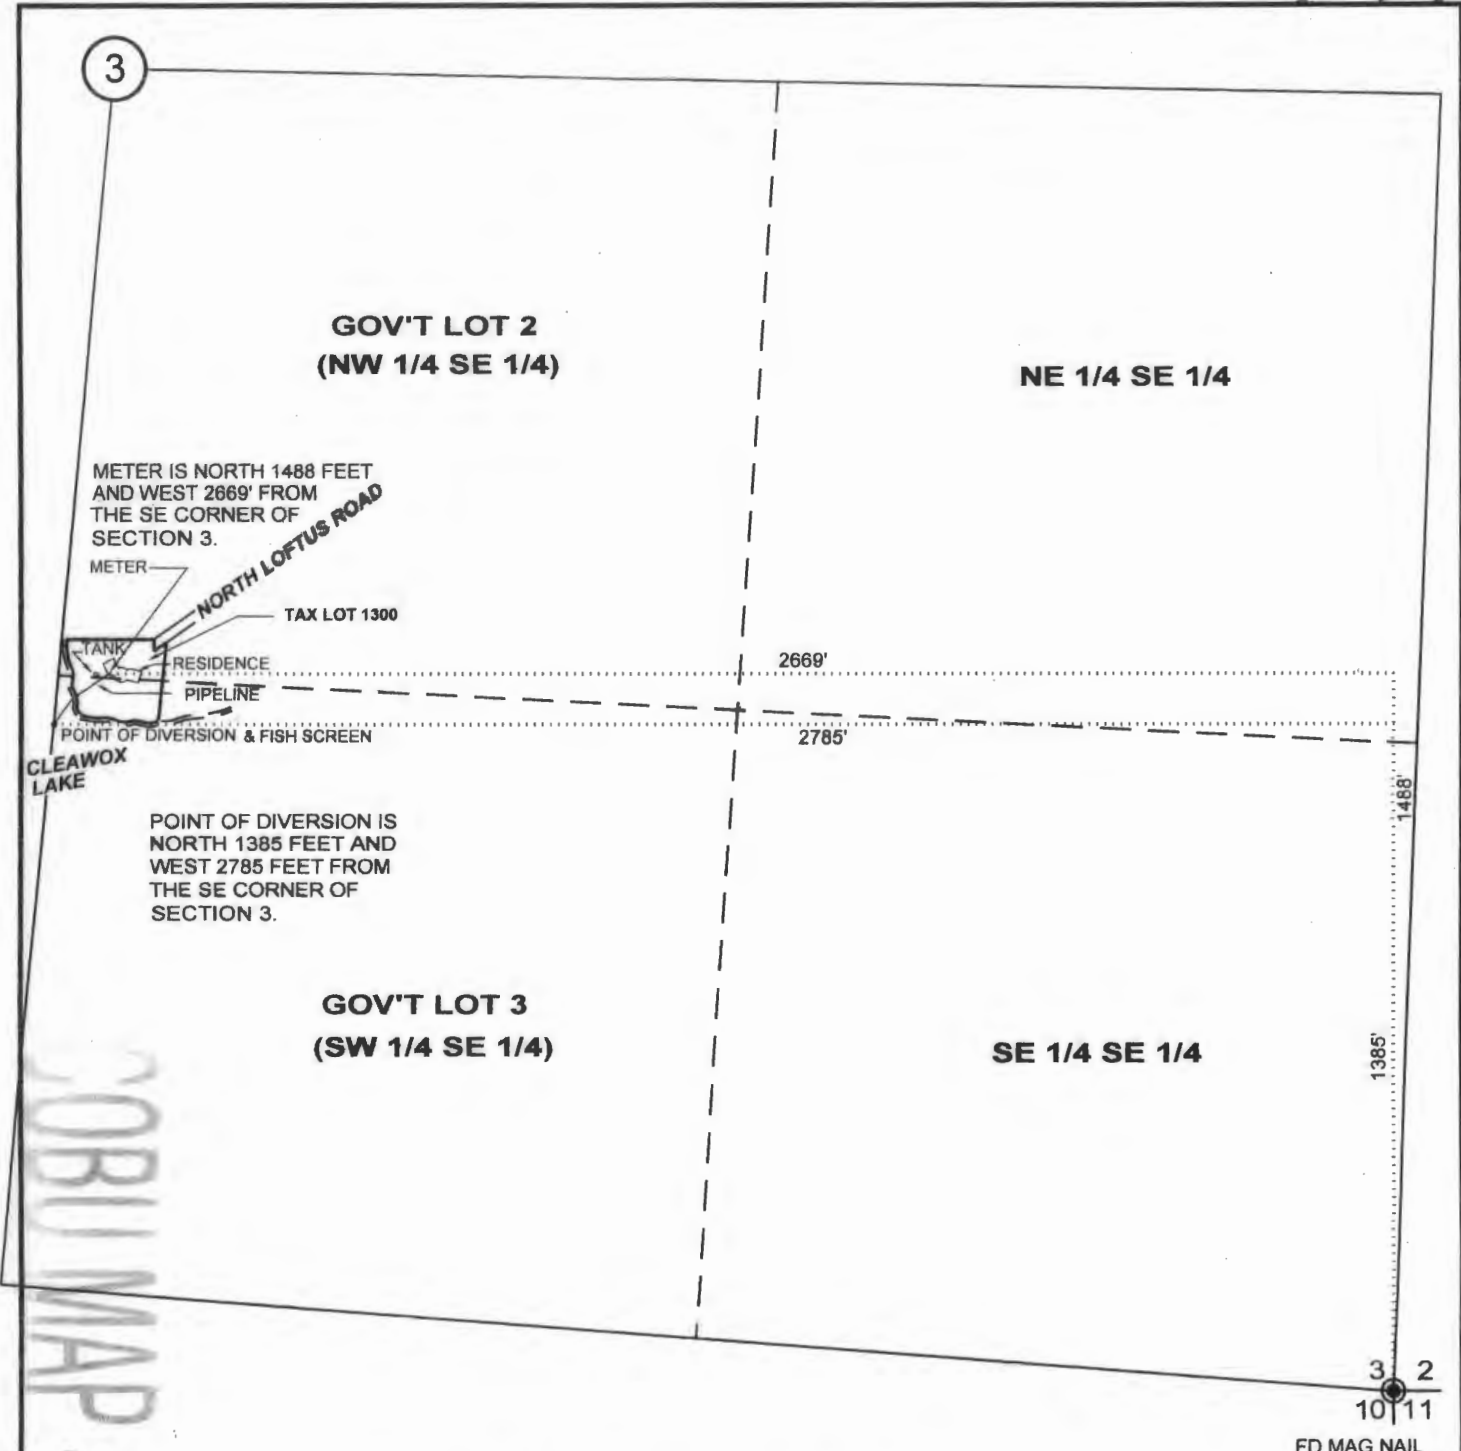 3
GOV'T LOT 2
(NW 1/4 SE 1/4)
NE 1/4 SE 1/4
METER IS NORTH 1488 FEET
AND WEST 2669' FROM
THE SE CORNER OF
SECTION 3.
NORTH LOFTUS ROAD
METER
TAX LOT 1300
TANK
RESIDENCE
2669'
PIPELINE
POINT OF DIVERSION & FISH SCREEN
2785'
CLEAWOX
LAKE
1488'
POINT OF DIVERSION IS
NORTH 1385 FEET AND
WEST 2785 FEET FROM
THE SE CORNER OF
SECTION 3.
GOV'T LOT 3
(SW 1/4 SE 1/4)
SE 1/4 SE 1/4
1385'
COBU MAP
3 2
10 11
FD MAG NAIL